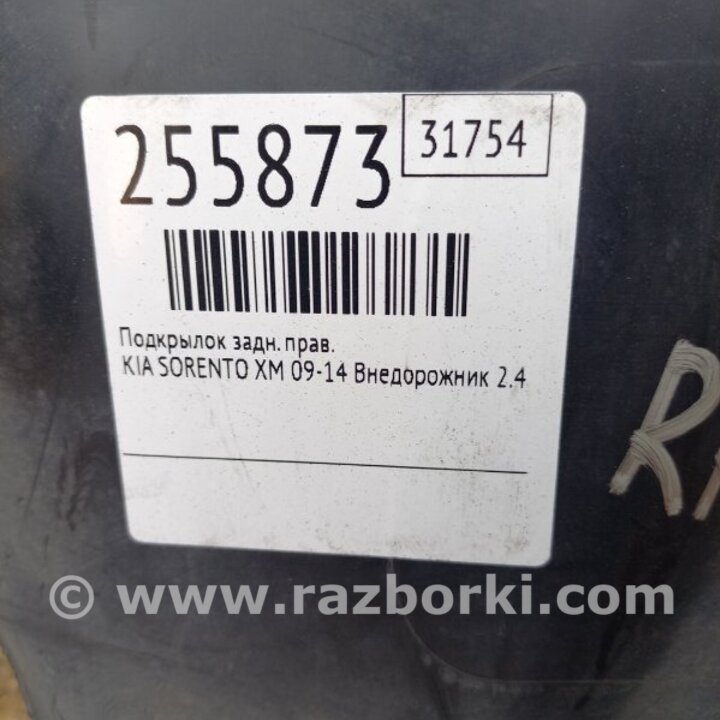 255873
31754
Подкрылок задн. прав.
KIA SORENTO XM 09-14 Внедорожник 2.4
© www.razborki.com